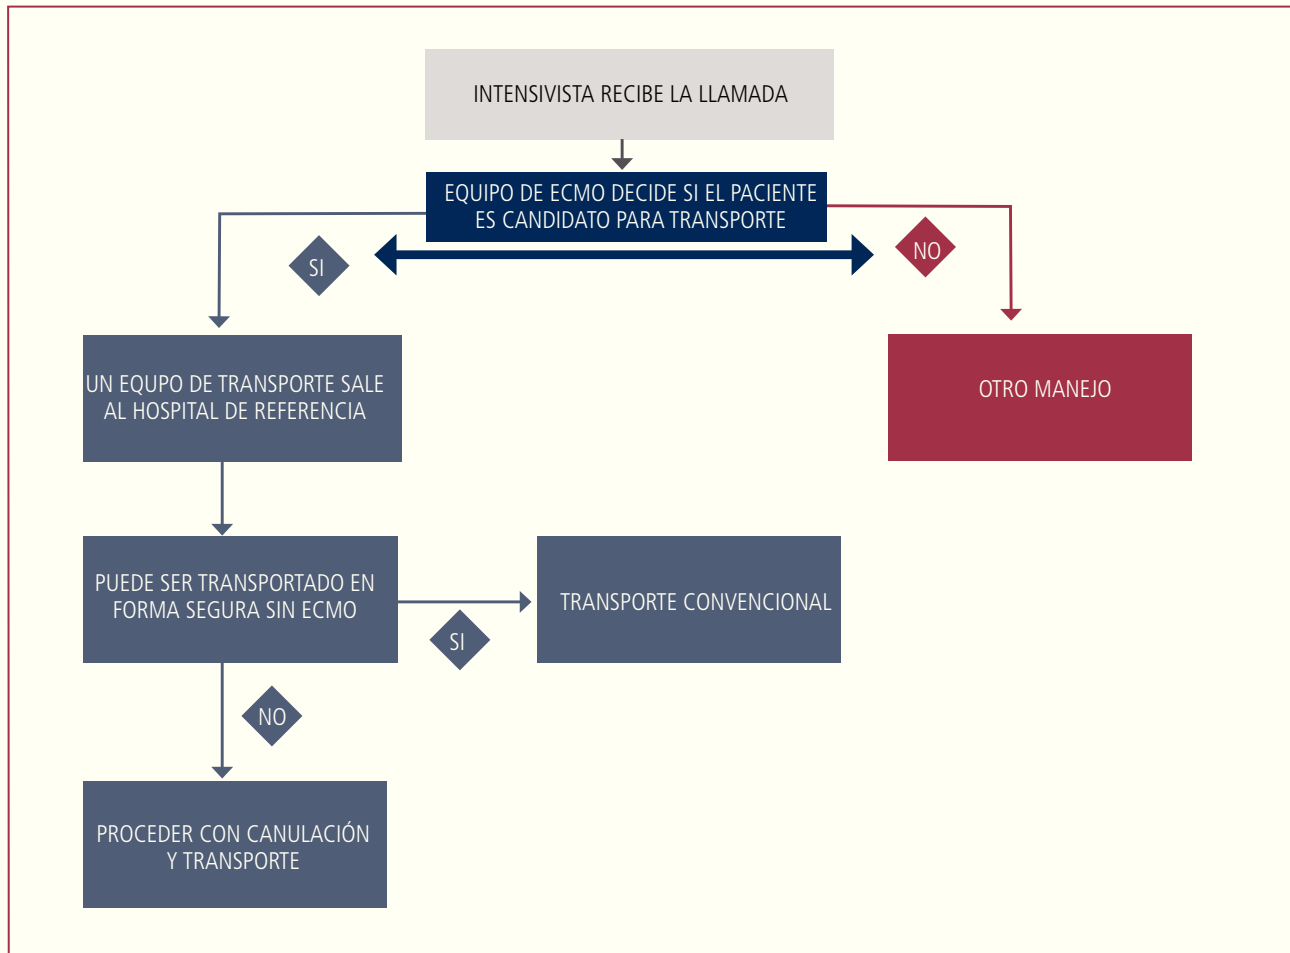 INTENSIVISTA RECIBE LA LLAMADA
EQUIPO DE ECMO DECIDE SI EL PACIENTE
ES CANDIDATO PARA TRANSPORTE
SI
NO
UN EQUPO DE TRANSPORTE SALE
AL HOSPITAL DE REFERENCIA
OTRO MANEJO
PUEDE SER TRANSPORTADO EN
FORMA SEGURA SIN ECMO
SI
TRANSPORTE CONVENCIONAL
NO
PROCEDER CON CANULACIÓN
Y TRANSPORTE